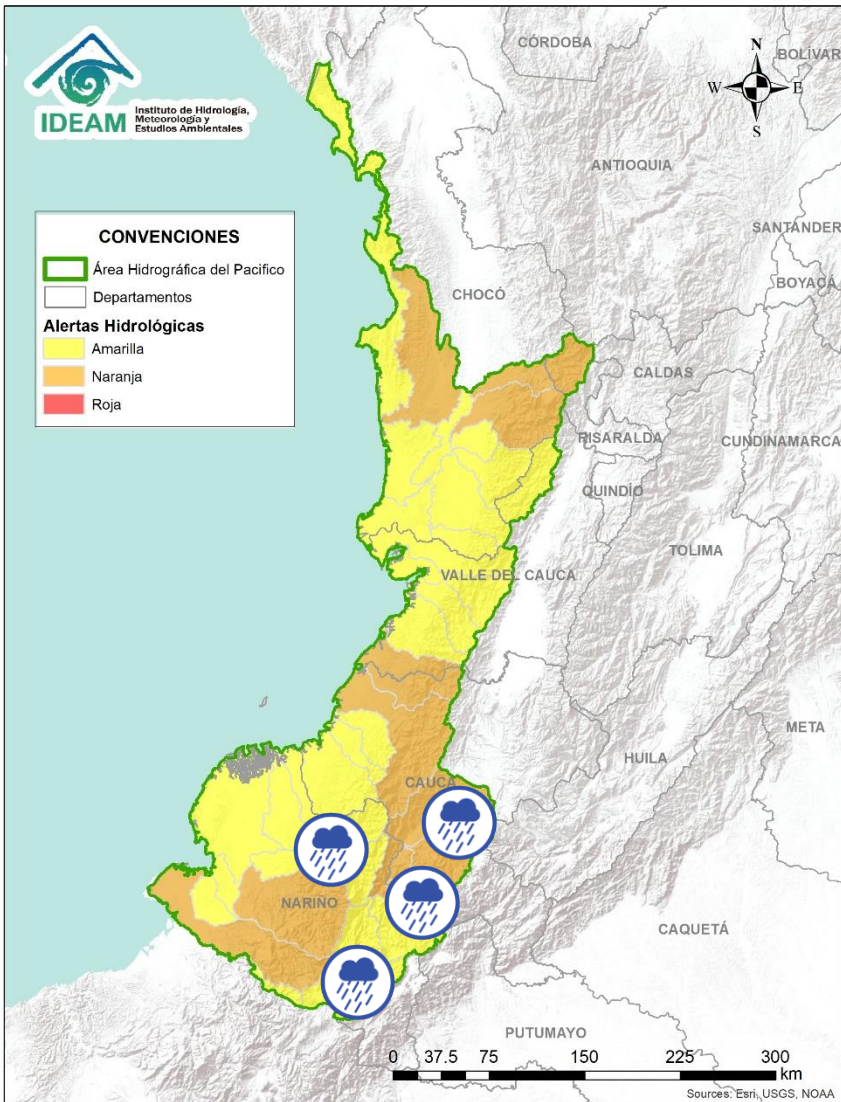 IDEAM
Instituto de Hidrología,
Meteorología y
Estudios Ambientales
CÓRDOBA
BOLÍVAR
N
W
E
S
ANTIOQUIA
SANTANDER
BOYACÁ
CONVENCIONES
Área Hidrográfica del Pacifico
Departamentos
Alertas Hidrológicas
Amarilla
Naranja
Roja
CHOCÓ
CALDAS
RISARALDA
CUNDINAMARCA
QUINDÍO
TOLIMA
VALLE DEL CAUCA
META
HUILA
CAUCA
NARIÑO
CAQUETÁ
PUTUMAYO
0 37.5 75 150 225 300
km
Sources: Esri, USGS, NOAA